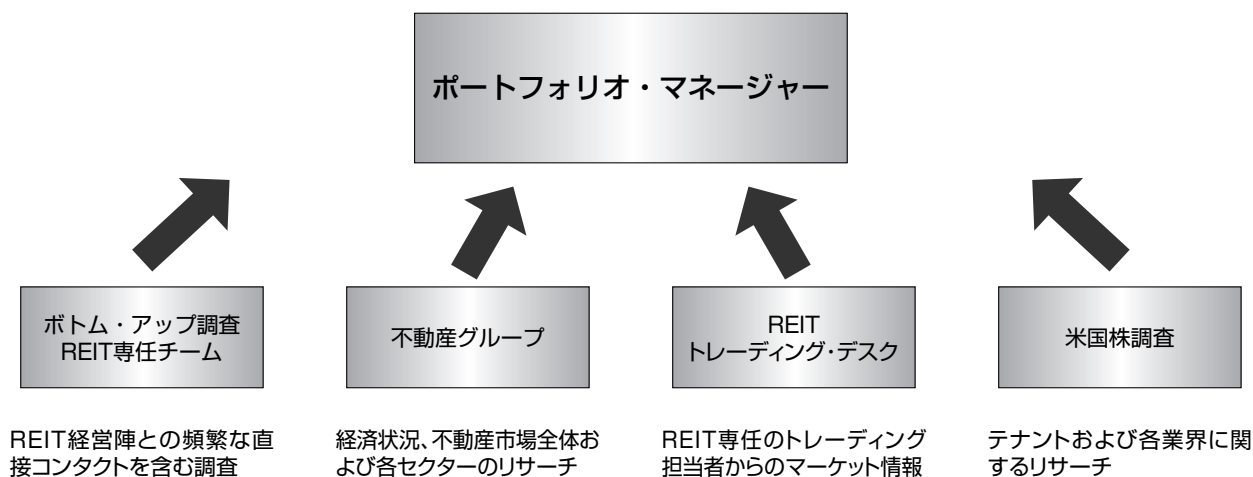 ポートフォリオ・マネージャー
ボトム・アップ調査
REIT専任チーム
不動産グループ
REIT
トレーディング・デスク
米国株調査
REIT経営陣との頻繁な直
接コンタクトを含む調査
経済状況、不動産市場全体お
よび各セクターのリサーチ
REIT専任のトレーディング
担当者からのマーケット情報
テナントおよび各業界に関
するリサーチ